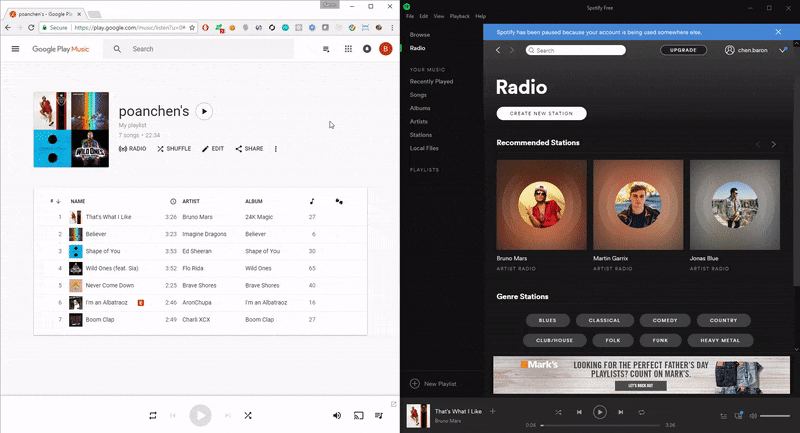 poanchen's - Google Play
Secure https://play.google.com/music/listen?u=0#
Google Play Music
Search
B
poanchen's
My playlist
7 songs • 22:34
RADIO SHUFFLE EDIT SHARE
# NAME ARTIST ALBUM
1 That's What I Like 3:26 Bruno Mars 24K Magic 27
2 Believer 3:23 Imagine Dragons Believer 6
3 Shape of You 3:53 Ed Sheeran Shape of You 30
4 Wild Ones (feat. Sia) 3:52 Flo Rida Wild Ones 65
5 Never Come Down 2:25 Brave Shores Brave Shores 40
6 I'm an Albatraoz E 2:46 AronChupa I'm an Albatraoz 16
7 Boom Clap 2:49 Charli XCX Boom Clap 27
WILD ONES
Spotify Free
File Edit View Playback Help
Spotify has been paused because your account is being used somewhere else.
Browse
Radio
YOUR MUSIC
Recently Played
Songs
Albums
Artists
Stations
Local Files
PLAYLISTS
New Playlist
Search
UPGRADE
chen.baron
Radio
CREATE NEW STATION
Recommended Stations
Bruno Mars
ARTIST RADIO
Martin Garrix
ARTIST RADIO
Jonas Blue
ARTIST RADIO
Genre Stations
BLUES CLASSICAL COMEDY COUNTRY
CLUB/HOUSE FOLK FUNK HEAVY METAL
Mark's
LOOKING FOR THE PERFECT FATHER'S DAY
PLAYLISTS? COUNT ON MARK'S.
LET'S ROCK OUT
That's What I Like
Bruno Mars
0:04
3:26